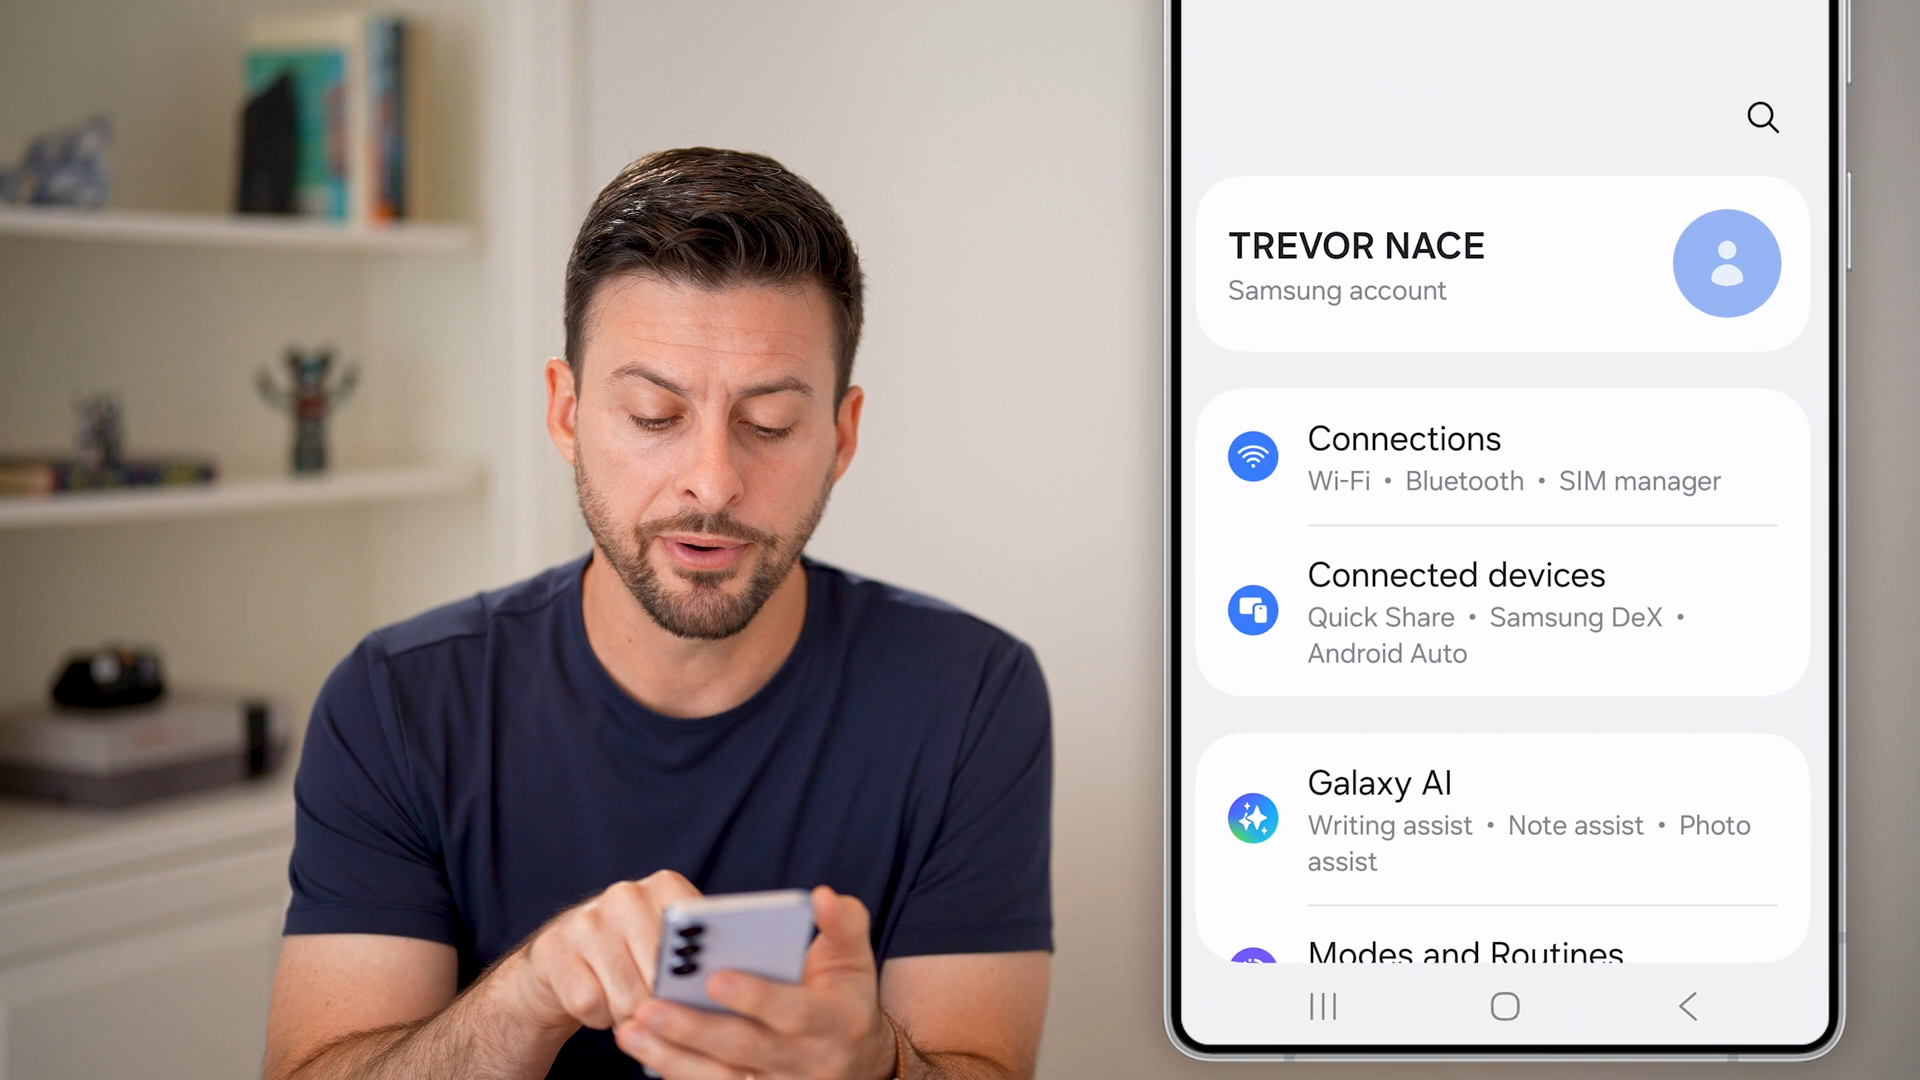 TREVOR NACE
Samsung account
Connections
Wi-Fi • Bluetooth • SIM manager
Connected devices
Quick Share • Samsung DeX •
Android Auto
Galaxy AI
Writing assist • Note assist • Photo
assist
Modes and Routines